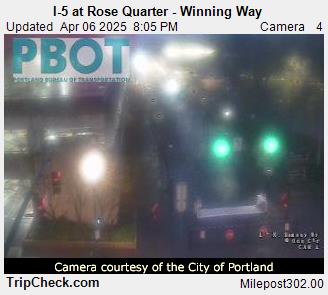 I-5 at Rose Quarter - Winning Way
Updated Apr 06 2025 8:05 PM Camera 4
PBOT
PORTLAND BUREAU OF TRANSPORTATION
Camera courtesy of the City of Portland
TripCheck.com Milepost302.00